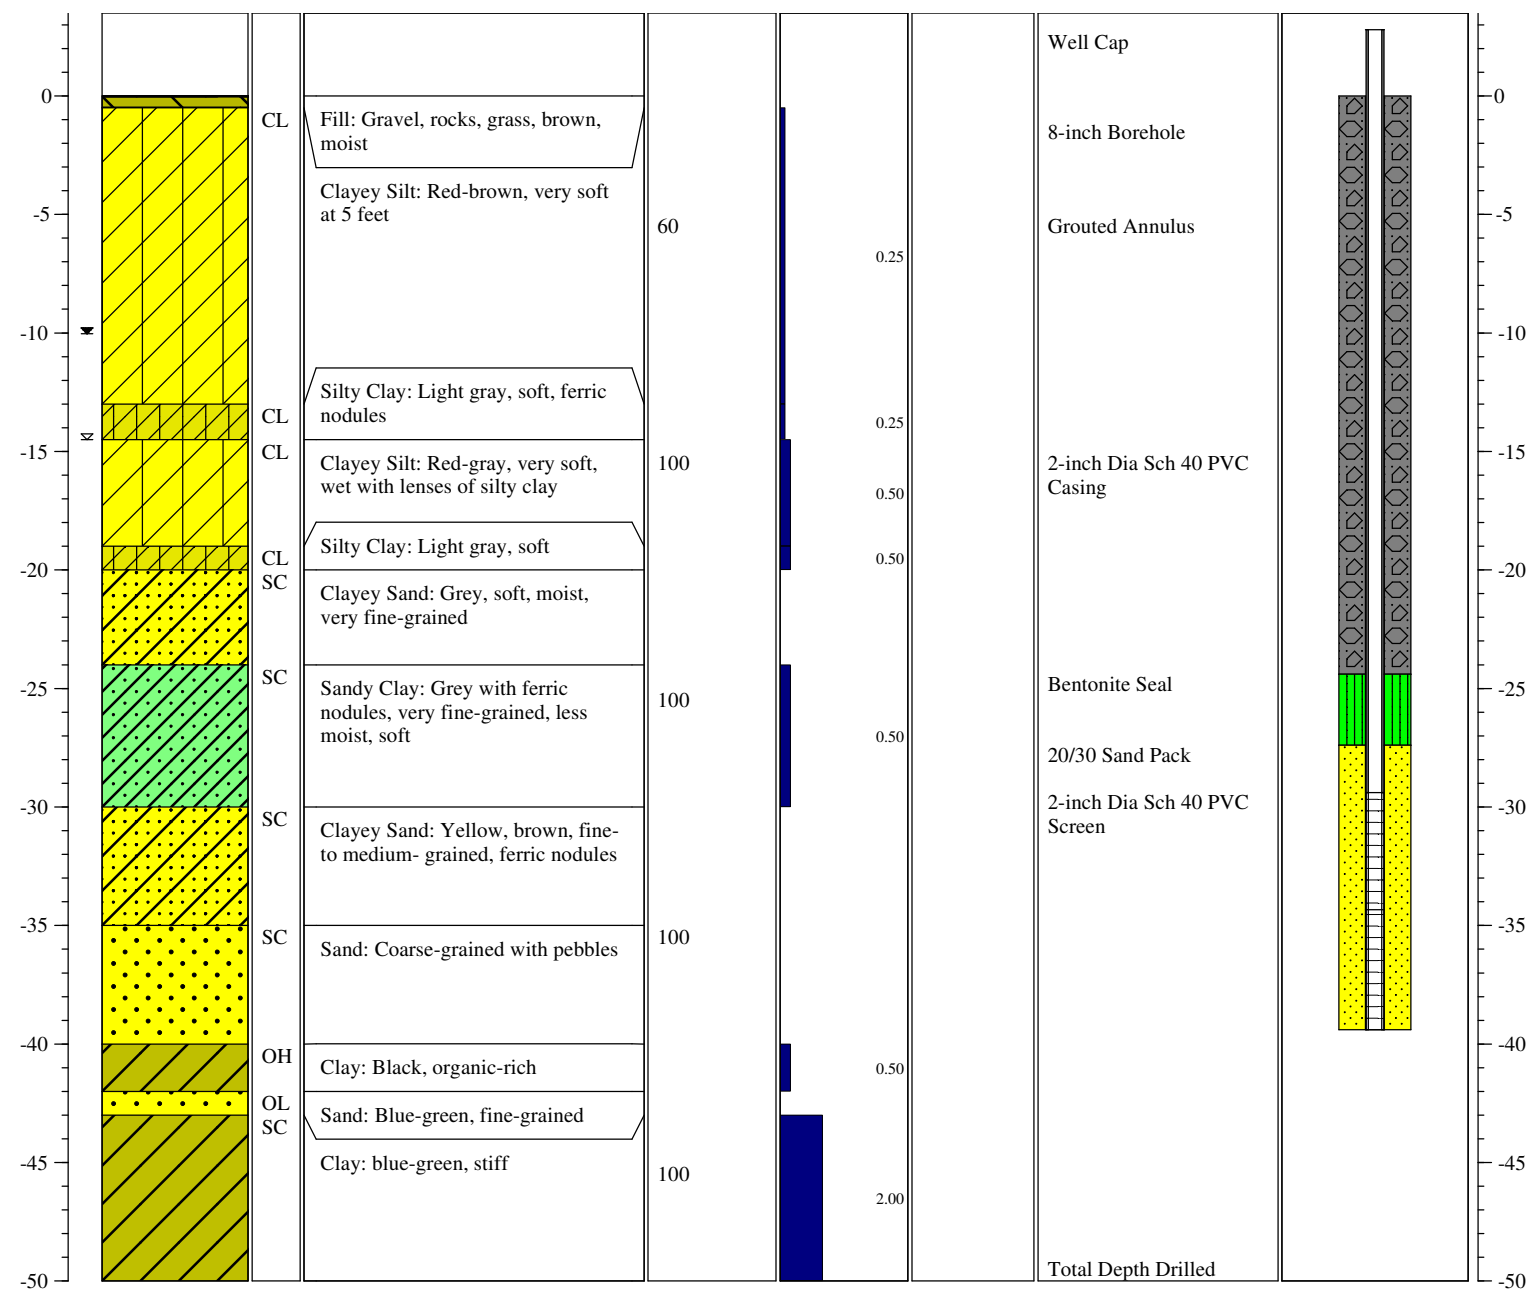 Well Cap
0
0
CL
Fill: Gravel, rocks, grass, brown,
moist
8-inch Borehole
Clayey Silt: Red-brown, very soft
at 5 feet
-5
-5
60
Grouted Annulus
0.25
-10
-10
Silty Clay: Light gray, soft, ferric
nodules
CL
0.25
-15
CL
Clayey Silt: Red-gray, very soft,
wet with lenses of silty clay
100
0.50
2-inch Dia Sch 40 PVC
Casing
-15
CL
Silty Clay: Light gray, soft
0.50
-20
-20
SC
Clayey Sand: Grey, soft, moist,
very fine-grained
SC
Sandy Clay: Grey with ferric
nodules, very fine-grained, less
moist, soft
-25
100
0.50
Bentonite Seal
-25
20/30 Sand Pack
-30
2-inch Dia Sch 40 PVC
Screen
-30
SC
Clayey Sand: Yellow, brown, fine-
to medium- grained, ferric nodules
-35
-35
SC
Sand: Coarse-grained with pebbles
100
-40
-40
OH
Clay: Black, organic-rich
0.50
OL
Sand: Blue-green, fine-grained
SC
Clay: blue-green, stiff
-45
-45
100
2.00
Total Depth Drilled
-50
-50